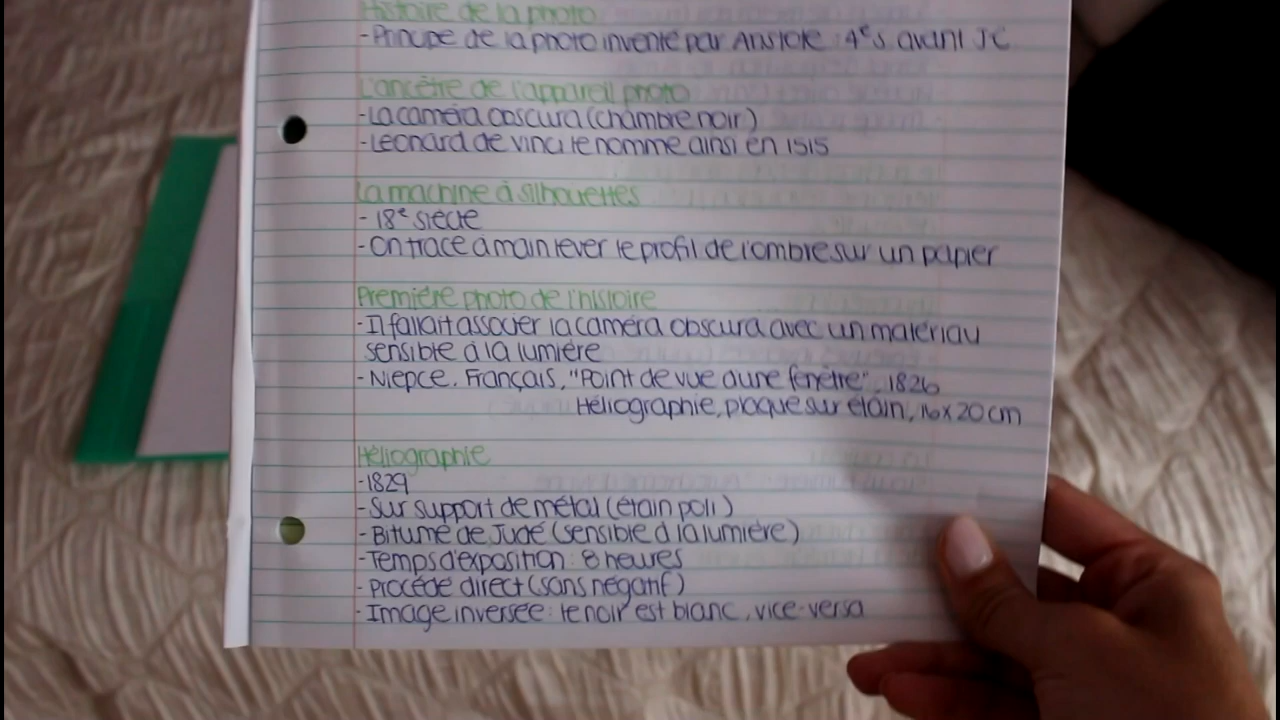 Histoire de la photo
- Principe de la photo inventé par Aristote : 4e s. avant JC
L'ancêtre de l'appareil photo
- La caméra obscura (chambre noir)
- Léonard de vinci le nomme ainsi en 1515
La machine à silhouettes
- 18e siècle
- On trace à main lever le profil de l'ombre sur un papier
Première photo de l'histoire
- Il fallait associer la caméra obscura avec un matériau
sensible à la lumière
- Niepce, Français, "Point de vue d'une fenêtre", 1826
Héliographie, plaque sur étain, 16x20cm
Héliographie
- 1829
- Sur support de métal (étain poli)
- Bitume de Judé (sensible à la lumière)
- Temps d'exposition : 8 heures
- Procédé direct (sans négatif)
- Image inversée : le noir est blanc, vice-versa